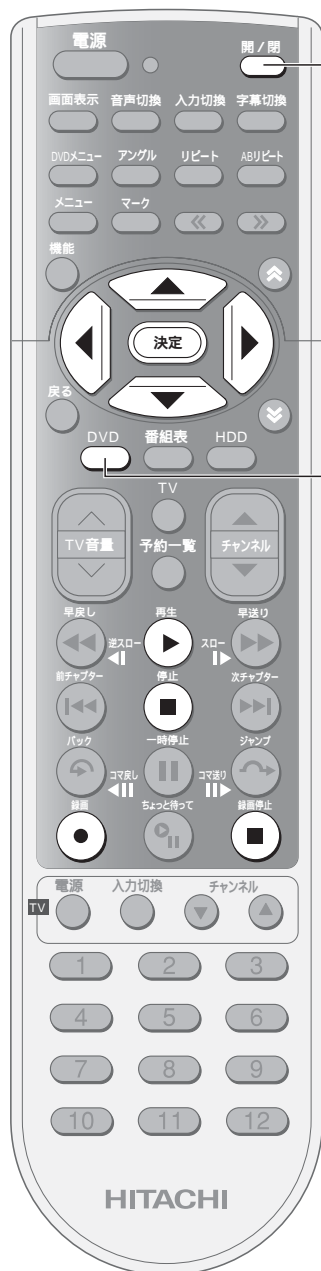 電源
開/閉
画面表示 音声切換 入力切換 字幕切換
DVDメニュー アングル リピート ABリピート
メニュー マーク
機能
決定
戻る
DVD 番組表 HDD
TV
TV音量 予約一覧 チャンネル
早戻し 再生 早送り
逆スロー スロー
前チャプター 停止 次チャプター
バック 一時停止 ジャンプ
コマ戻し コマ送り
録画 ちょっと待って 録画停止
電源 入力切換 チャンネル
TV
1 2 3
4 5 6
7 8 9
10 11 12
HITACHI